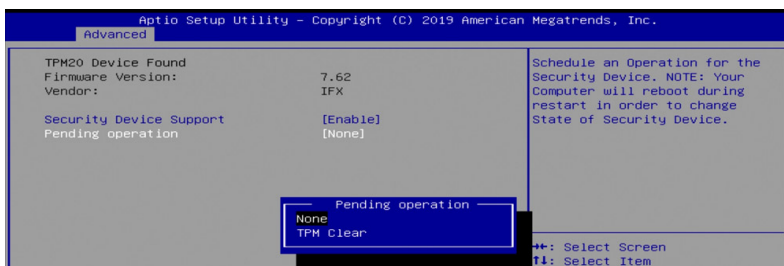 Aptio Setup Utility – Copyright (C) 2019 American Megatrends, Inc.
Advanced
TPM20 Device Found
Firmware Version: 7.62
Vendor: IFX
Security Device Support [Enable]
Pending operation [None]
Schedule an Operation for the
Security Device. NOTE: Your
Computer will reboot during
restart in order to change
State of Security Device.
Pending operation
None
TPM Clear
→←: Select Screen
↑↓: Select Item